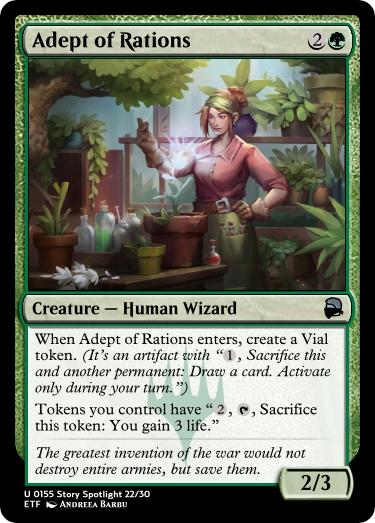 Adept of Rations 2
Creature — Human Wizard
When Adept of Rations enters, create a Vial
token. (It's an artifact with “1, Sacrifice this
and another permanent: Draw a card. Activate
only during your turn.”)
Tokens you control have “2, , Sacrifice
this token: You gain 3 life.”
The greatest invention of the war would not
destroy entire armies, but save them.
2/3
U 0155 Story Spotlight 22/30
ETF Andreea Barbu